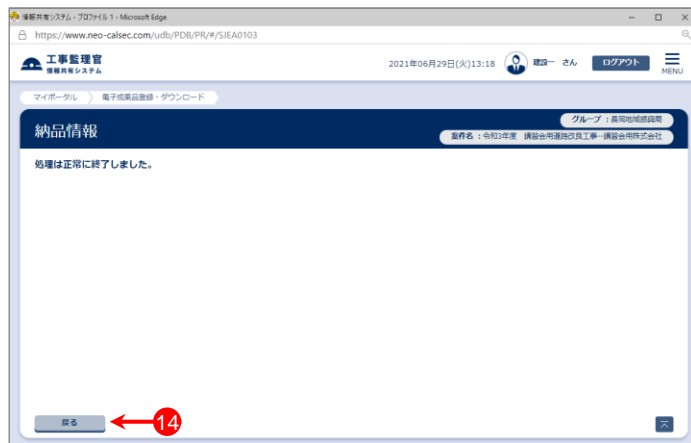 情報共有システム - プロファイル 1 - Microsoft Edge
https://www.neo-calsec.com/udb/PDB/PR/#/SJEA0103
工事監理官
情報共有システム
2021年06月29日(火)13:18
建設一 さん
ログアウト
MENU
マイポータル
電子成果品登録・ダウンロード
納品情報
グループ : 長岡地域振興局
案件名 : 令和3年度 講習会用道路改良工事--講習会用株式会社
処理は正常に終了しました。
戻る
14